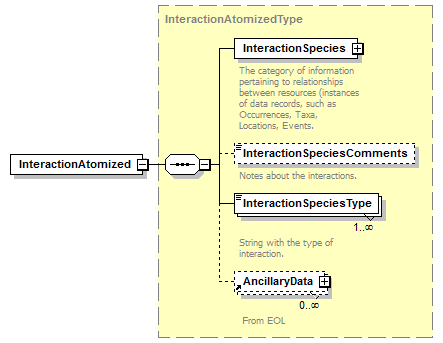 InteractionAtomizedType
InteractionSpecies
The category of information
pertaining to relationships
between resources (instances
of data records, such as
Occurrences, Taxa,
Locations, Events.
InteractionSpeciesComments
Notes about the interactions.
InteractionAtomized
InteractionSpeciesType
1..∞
String with the type of
interaction.
AncillaryData
0..∞
From EOL